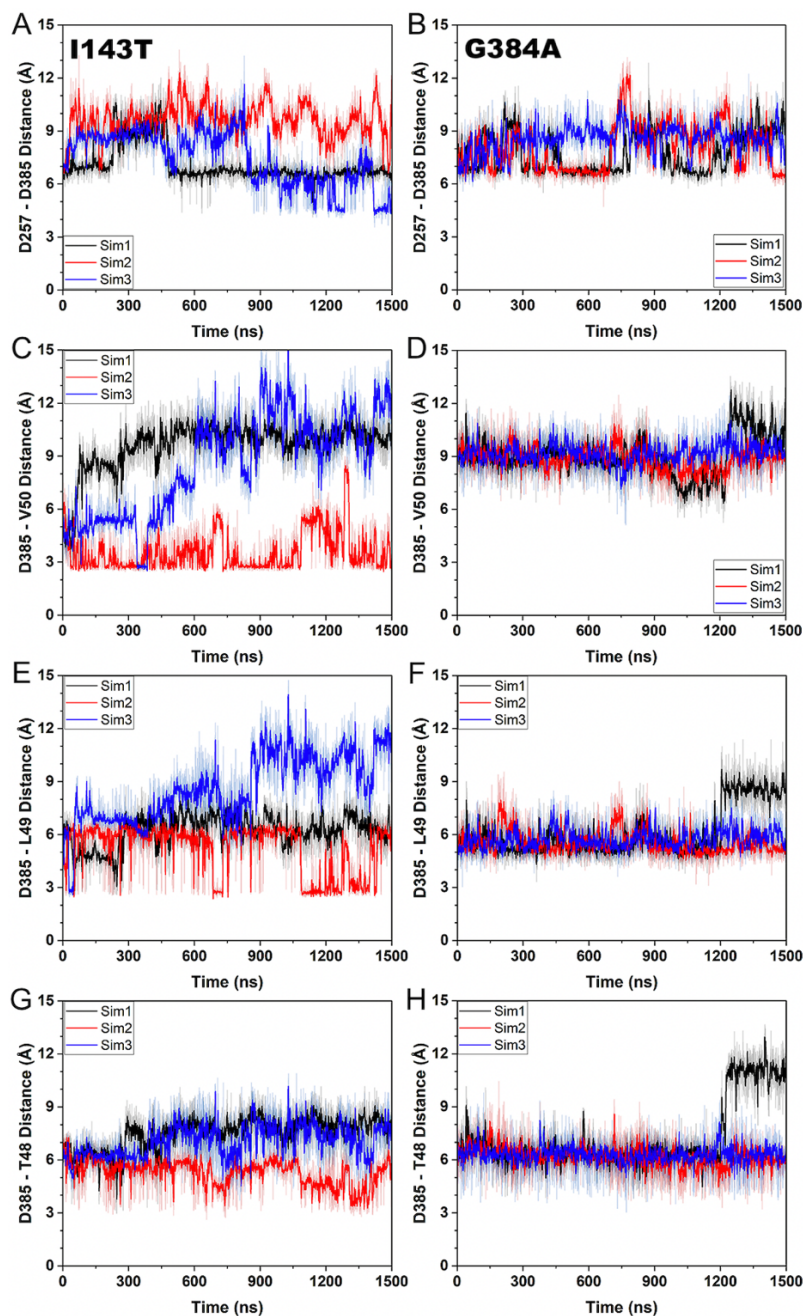 A
I143T
D257 - D385 Distance (Å)
15
12
9
6
3
0
Sim1
Sim2
Sim3
0 300 600 900 1200 1500
Time (ns)
B
G384A
D257 - D385 Distance (Å)
15
12
9
6
3
0
Sim1
Sim2
Sim3
0 300 600 900 1200 1500
Time (ns)
C
D385 - V50 Distance (Å)
15
12
9
6
3
0
Sim1
Sim2
Sim3
0 300 600 900 1200 1500
Time (ns)
D
D385 - V50 Distance (Å)
15
12
9
6
3
0
Sim1
Sim2
Sim3
0 300 600 900 1200 1500
Time (ns)
E
D385 - L49 Distance (Å)
15
12
9
6
3
0
Sim1
Sim2
Sim3
0 300 600 900 1200 1500
Time (ns)
F
D385 - L49 Distance (Å)
15
12
9
6
3
0
Sim1
Sim2
Sim3
0 300 600 900 1200 1500
Time (ns)
G
D385 - T48 Distance (Å)
15
12
9
6
3
0
Sim1
Sim2
Sim3
0 300 600 900 1200 1500
Time (ns)
H
D385 - T48 Distance (Å)
15
12
9
6
3
0
Sim1
Sim2
Sim3
0 300 600 900 1200 1500
Time (ns)